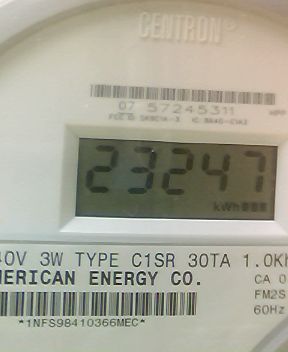 CENTRON®
07 57245311
23247
kWh
40V 3W TYPE C1SR 30TA 1.0Kh
MERICAN ENERGY CO.
CA 0
FM2S
60Hz
*1NFS98410366MEC*